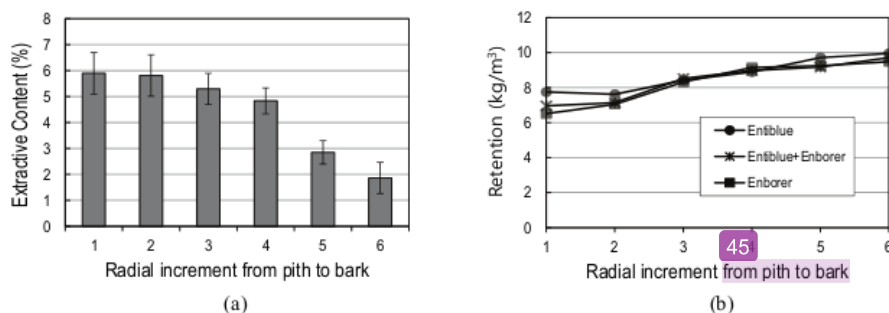 8
7
6
5
4
3
2
1
0
Extractive Content (%)
1 2 3 4 5 6
Radial increment from pith to bark
(a)
12
10
8
6
4
2
0
Retention (kg/m³)
Entiblue
Entiblue+Enborer
Enborer
1 2 3 45 5 6
Radial increment from pith to bark
(b)